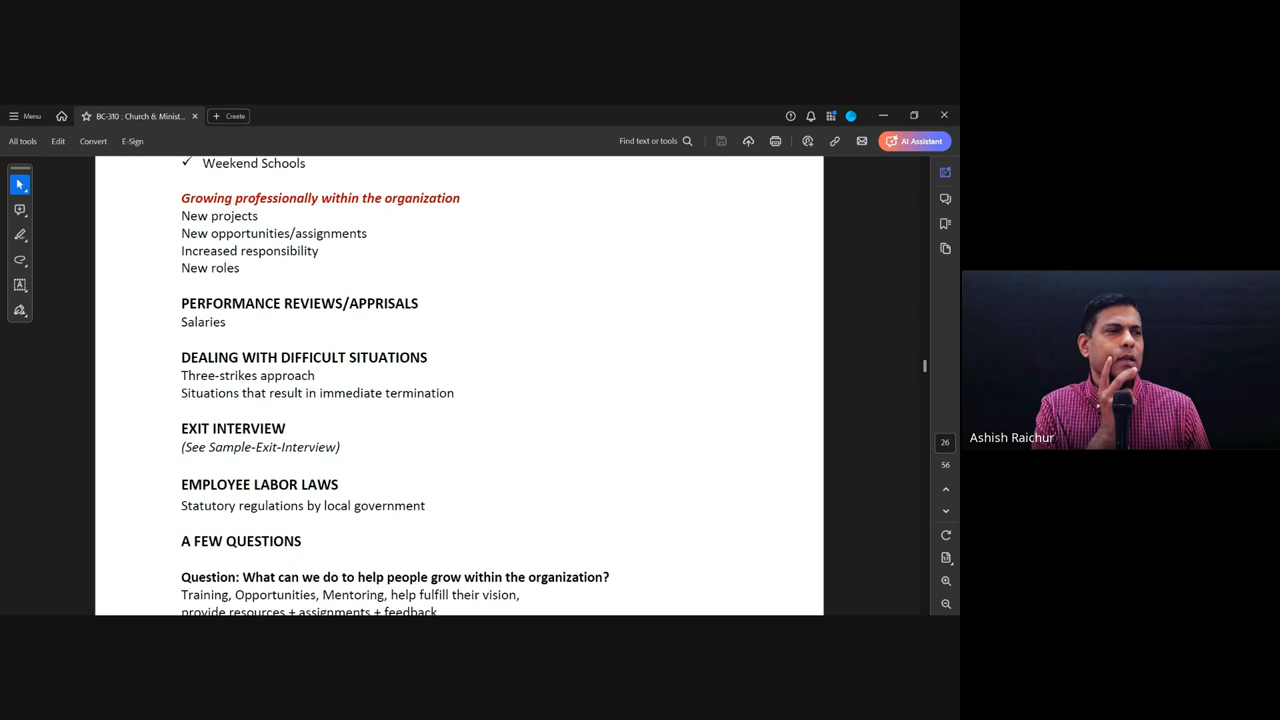 Menu
BC-310 : Church & Minist...
Create
All tools
Edit
Convert
E-Sign
Find text or tools
AI Assistant
Weekend Schools
Growing professionally within the organization
New projects
New opportunities/assignments
Increased responsibility
New roles
PERFORMANCE REVIEWS/APPRISALS
Salaries
DEALING WITH DIFFICULT SITUATIONS
Three-strikes approach
Situations that result in immediate termination
EXIT INTERVIEW
(See Sample-Exit-Interview)
EMPLOYEE LABOR LAWS
Statutory regulations by local government
A FEW QUESTIONS
Question: What can we do to help people grow within the organization?
Training, Opportunities, Mentoring, help fulfill their vision,
provide resources + assignments + feedback
26
56
Ashish Raichur